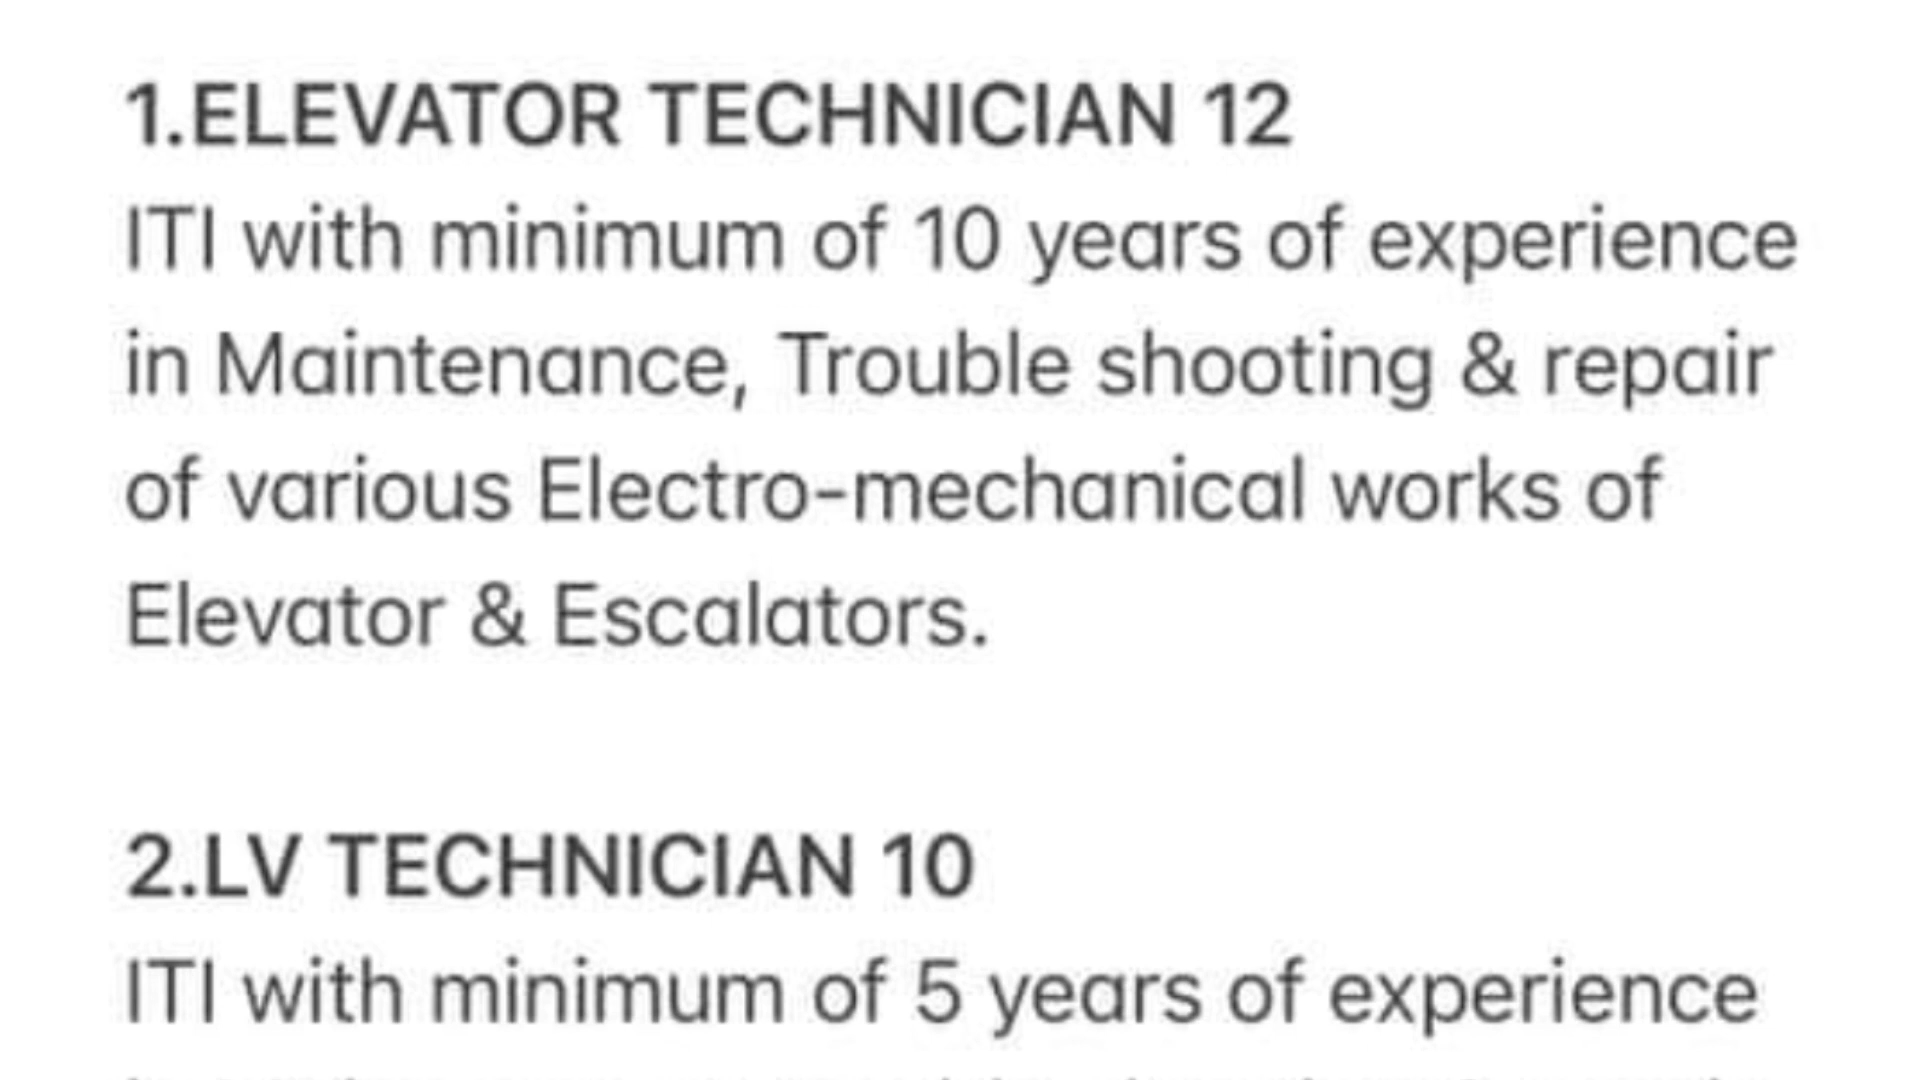 1.ELEVATOR TECHNICIAN 12
ITI with minimum of 10 years of experience
in Maintenance, Trouble shooting & repair
of various Electro-mechanical works of
Elevator & Escalators.
2.LV TECHNICIAN 10
ITI with minimum of 5 years of experience